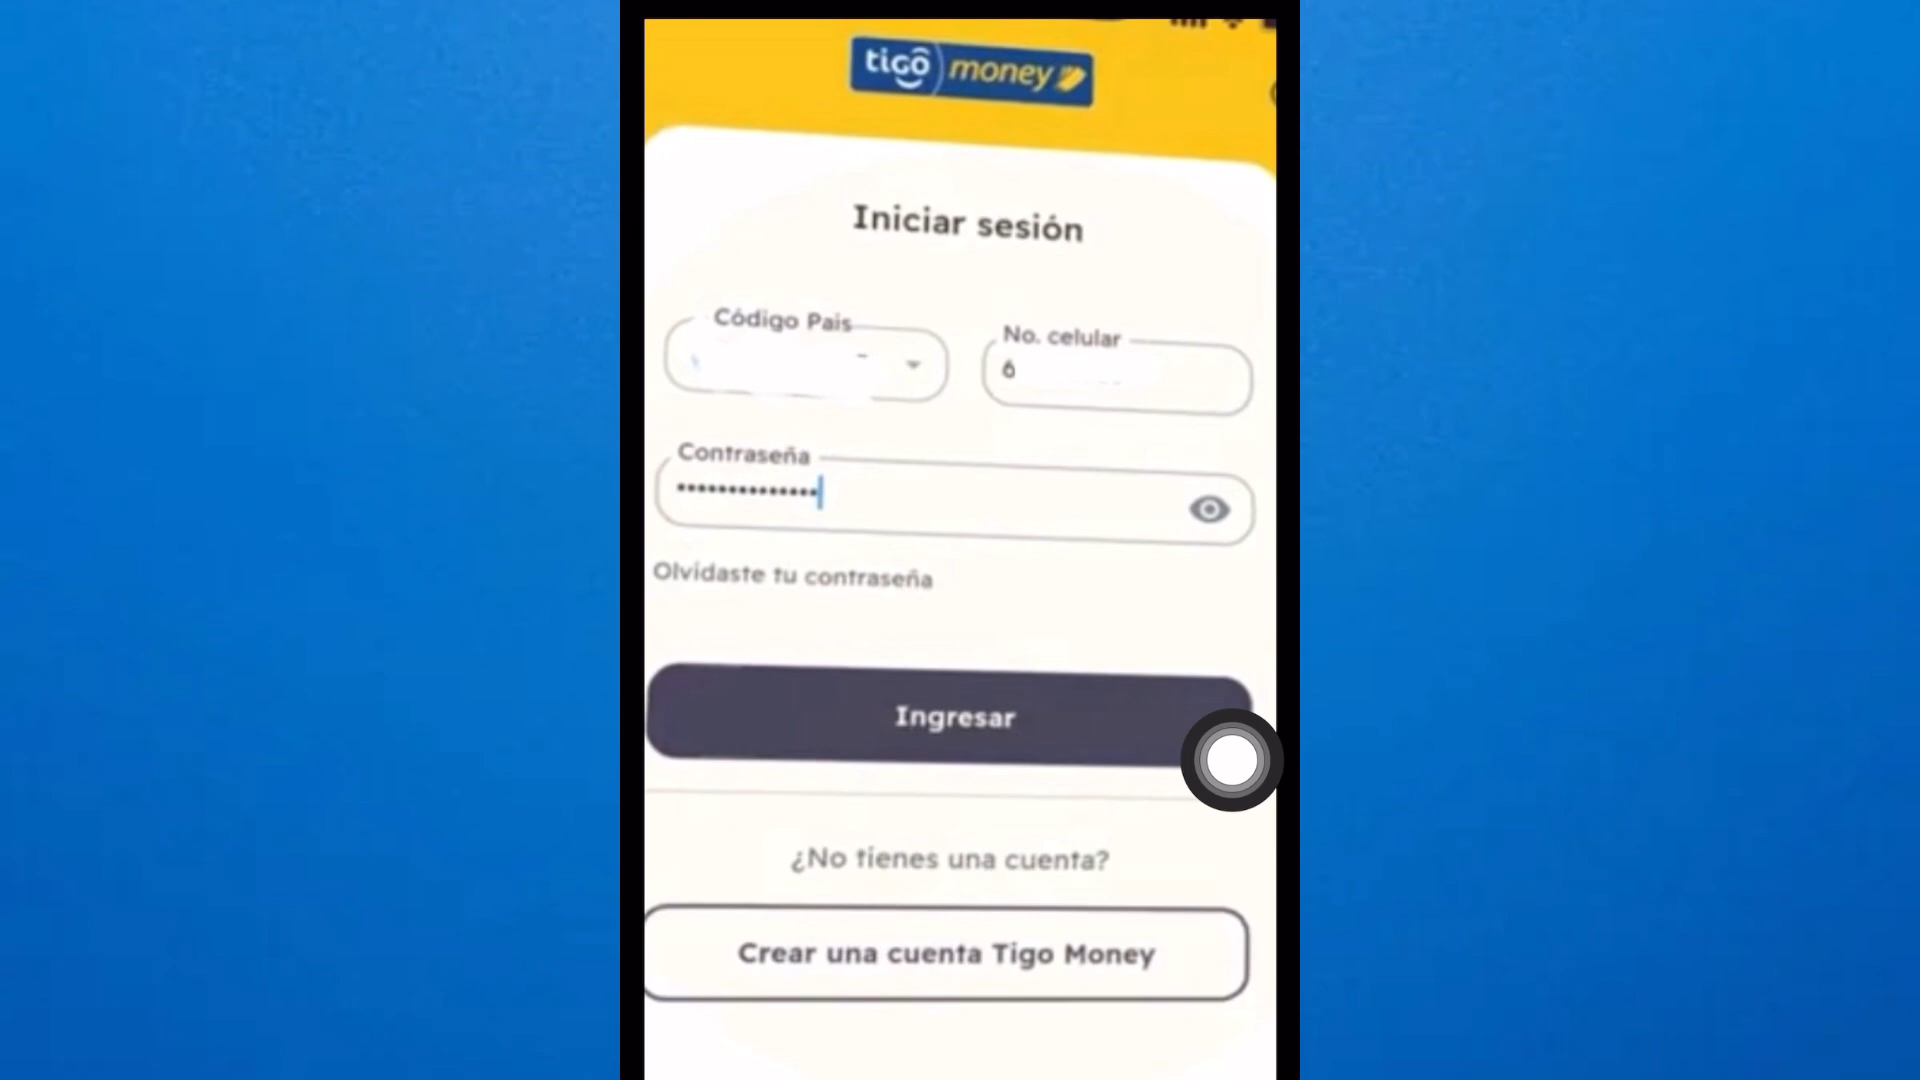 tigo money
Iniciar sesión
Código Pais
No. celular
6
Contraseña
••••••••••••••
Olvidaste tu contraseña
Ingresar
¿No tienes una cuenta?
Crear una cuenta Tigo Money